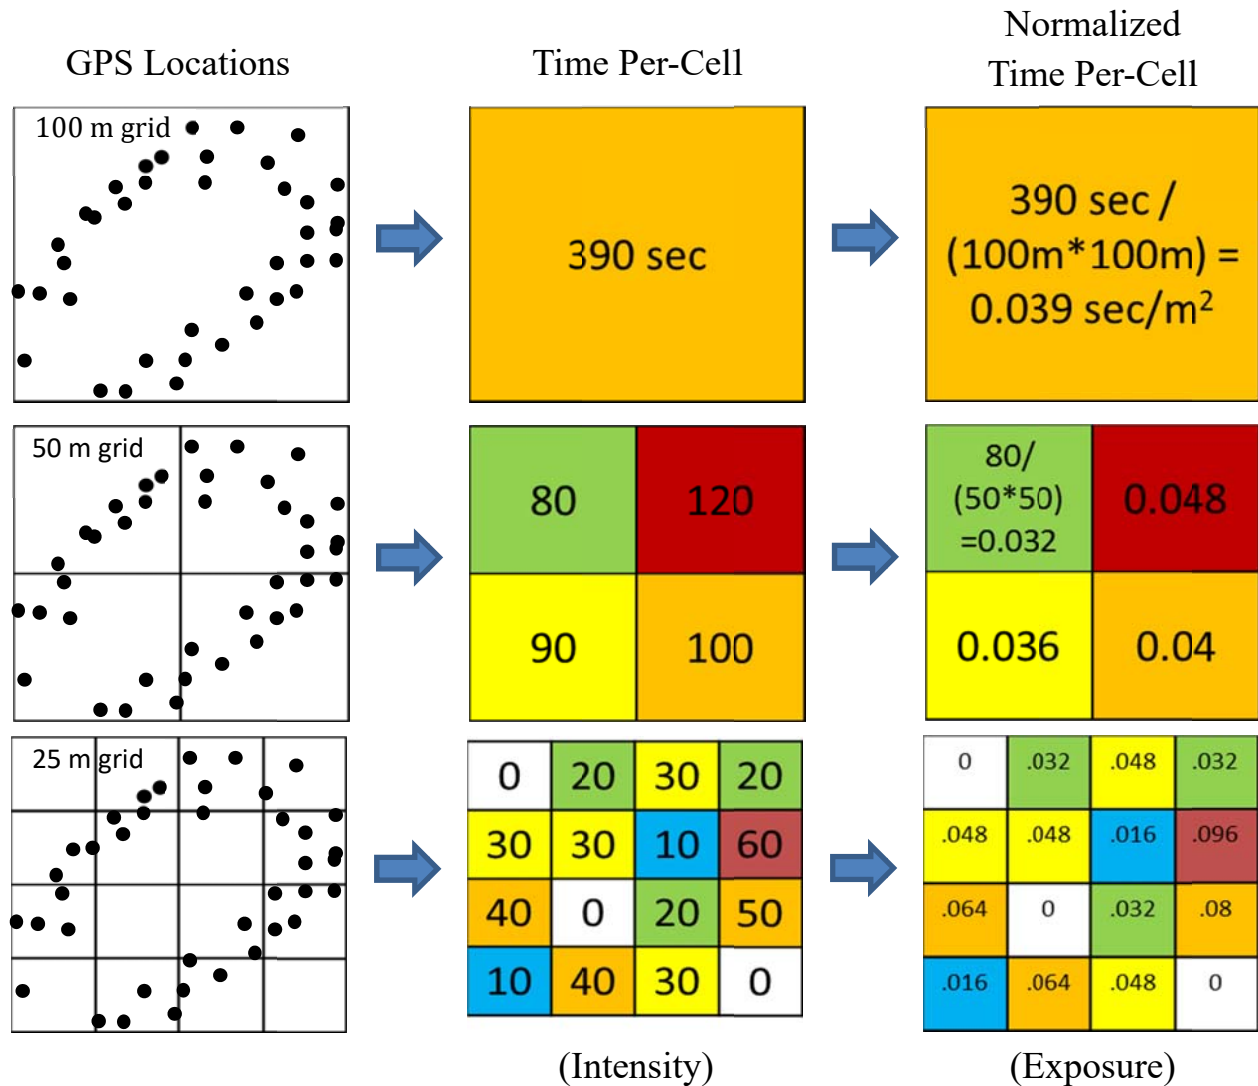 GPS Locations
Time Per-Cell
Normalized
Time Per-Cell
100 m grid
390 sec
390 sec /
(100m*100m) =
0.039 sec/m²
50 m grid
80 120
90 100
80/
(50*50)
=0.032
0.048
0.036 0.04
25 m grid
0 20 30 20
30 30 10 60
40 0 20 50
10 40 30 0
0 .032 .048 .032
.048 .048 .016 .096
.064 0 .032 .08
.016 .064 .048 0
(Intensity)
(Exposure)